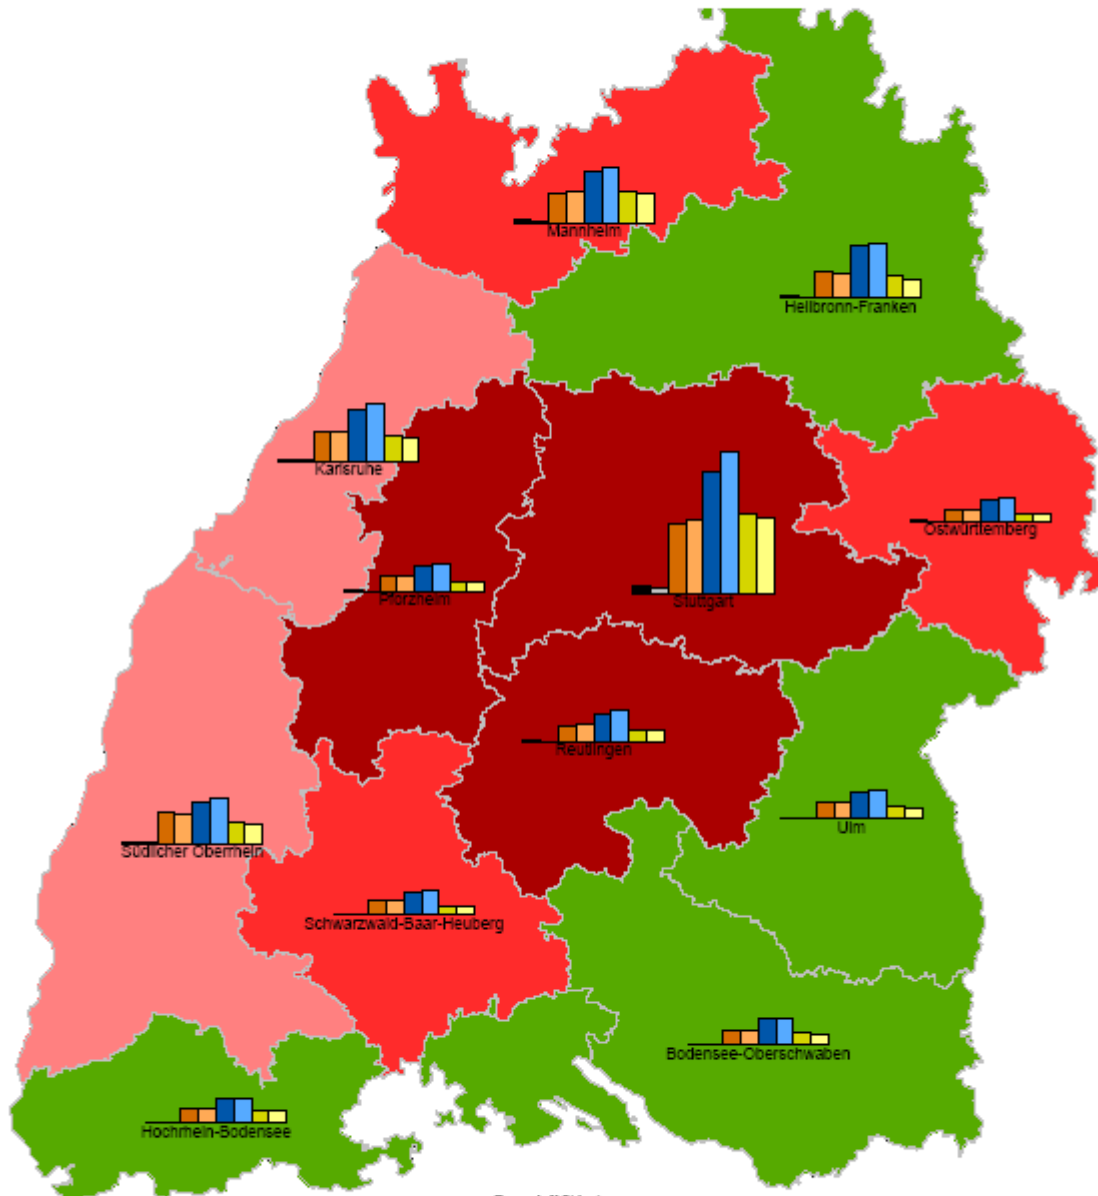 Mannheim
Heilbronn-Franken
Karlsruhe
Ostwürttemberg
Pforzheim
Stuttgart
Reutlingen
Ulm
Südlicher Oberrhein
Schwarzwald-Baar-Heuberg
Bodensee-Oberschwaben
Hochrhein-Bodensee